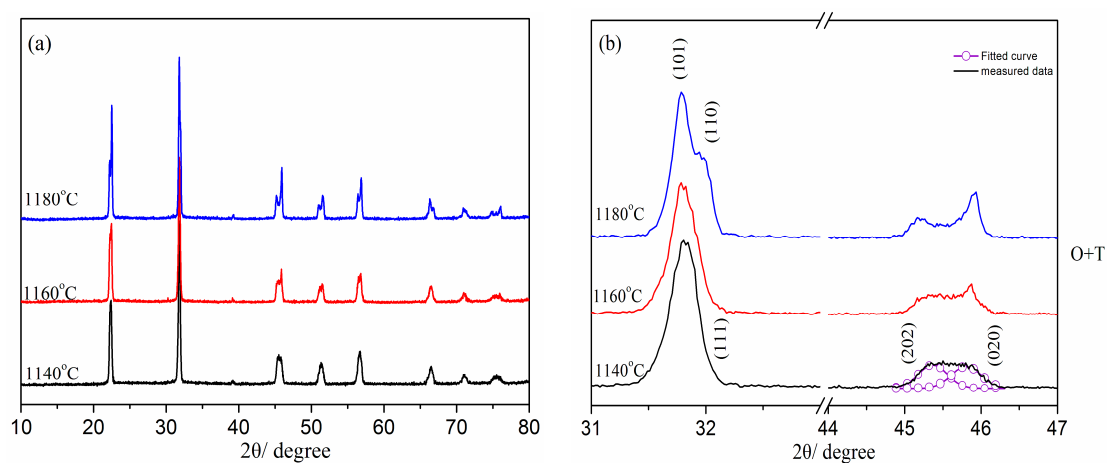 (a)
1180°C
1160°C
1140°C
10 20 30 40 50 60 70 80
2θ/ degree
(b)
Fitted curve
measured data
(101)
(110)
1180°C
O+T
1160°C
(111)
(202)
(020)
1140°C
31 32 44 45 46 47
2θ/ degree